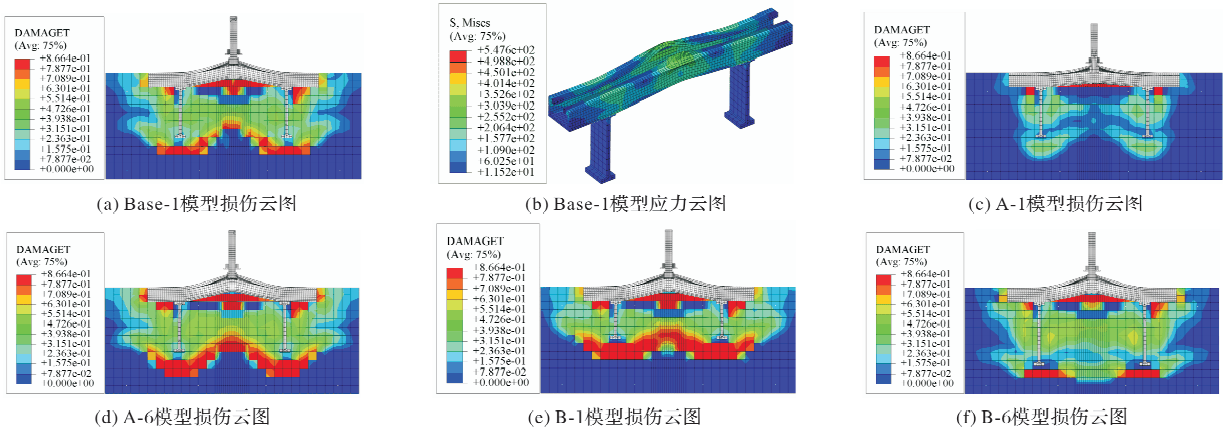 DAMAGET
(Avg: 75%)
+8.664e-01
+7.877e-01
+7.089e-01
+6.301e-01
+5.514e-01
+4.726e-01
+3.938e-01
+3.151e-01
+2.363e-01
+1.575e-01
+7.877e-02
+0.000e+00
(a) Base-1模型损伤云图
S, Mises
(Avg: 75%)
+5.476e+02
+4.988e+02
+4.501e+02
+4.014e+02
+3.526e+02
+3.039e+02
+2.552e+02
+2.064e+02
+1.577e+02
+1.090e+02
+6.025e+01
+1.152e+01
(b) Base-1模型应力云图
DAMAGET
(Avg: 75%)
+8.664e-01
+7.877e-01
+7.089e-01
+6.301e-01
+5.514e-01
+4.726e-01
+3.938e-01
+3.151e-01
+2.363e-01
+1.575e-01
+7.877e-02
+0.000e+00
(c) A-1模型损伤云图
DAMAGET
(Avg: 75%)
+8.664e-01
+7.877e-01
+7.089e-01
+6.301e-01
+5.514e-01
+4.726e-01
+3.938e-01
+3.151e-01
+2.363e-01
+1.575e-01
+7.877e-02
+0.000e+00
(d) A-6模型损伤云图
DAMAGET
(Avg: 75%)
+8.664e-01
+7.877e-01
+7.089e-01
+6.301e-01
+5.514e-01
+4.726e-01
+3.938e-01
+3.151e-01
+2.363e-01
+1.575e-01
+7.877e-02
+0.000e+00
(e) B-1模型损伤云图
DAMAGET
(Avg: 75%)
+8.664e-01
+7.877e-01
+7.089e-01
+6.301e-01
+5.514e-01
+4.726e-01
+3.938e-01
+3.151e-01
+2.363e-01
+1.575e-01
+7.877e-02
+0.000e+00
(f) B-6模型损伤云图